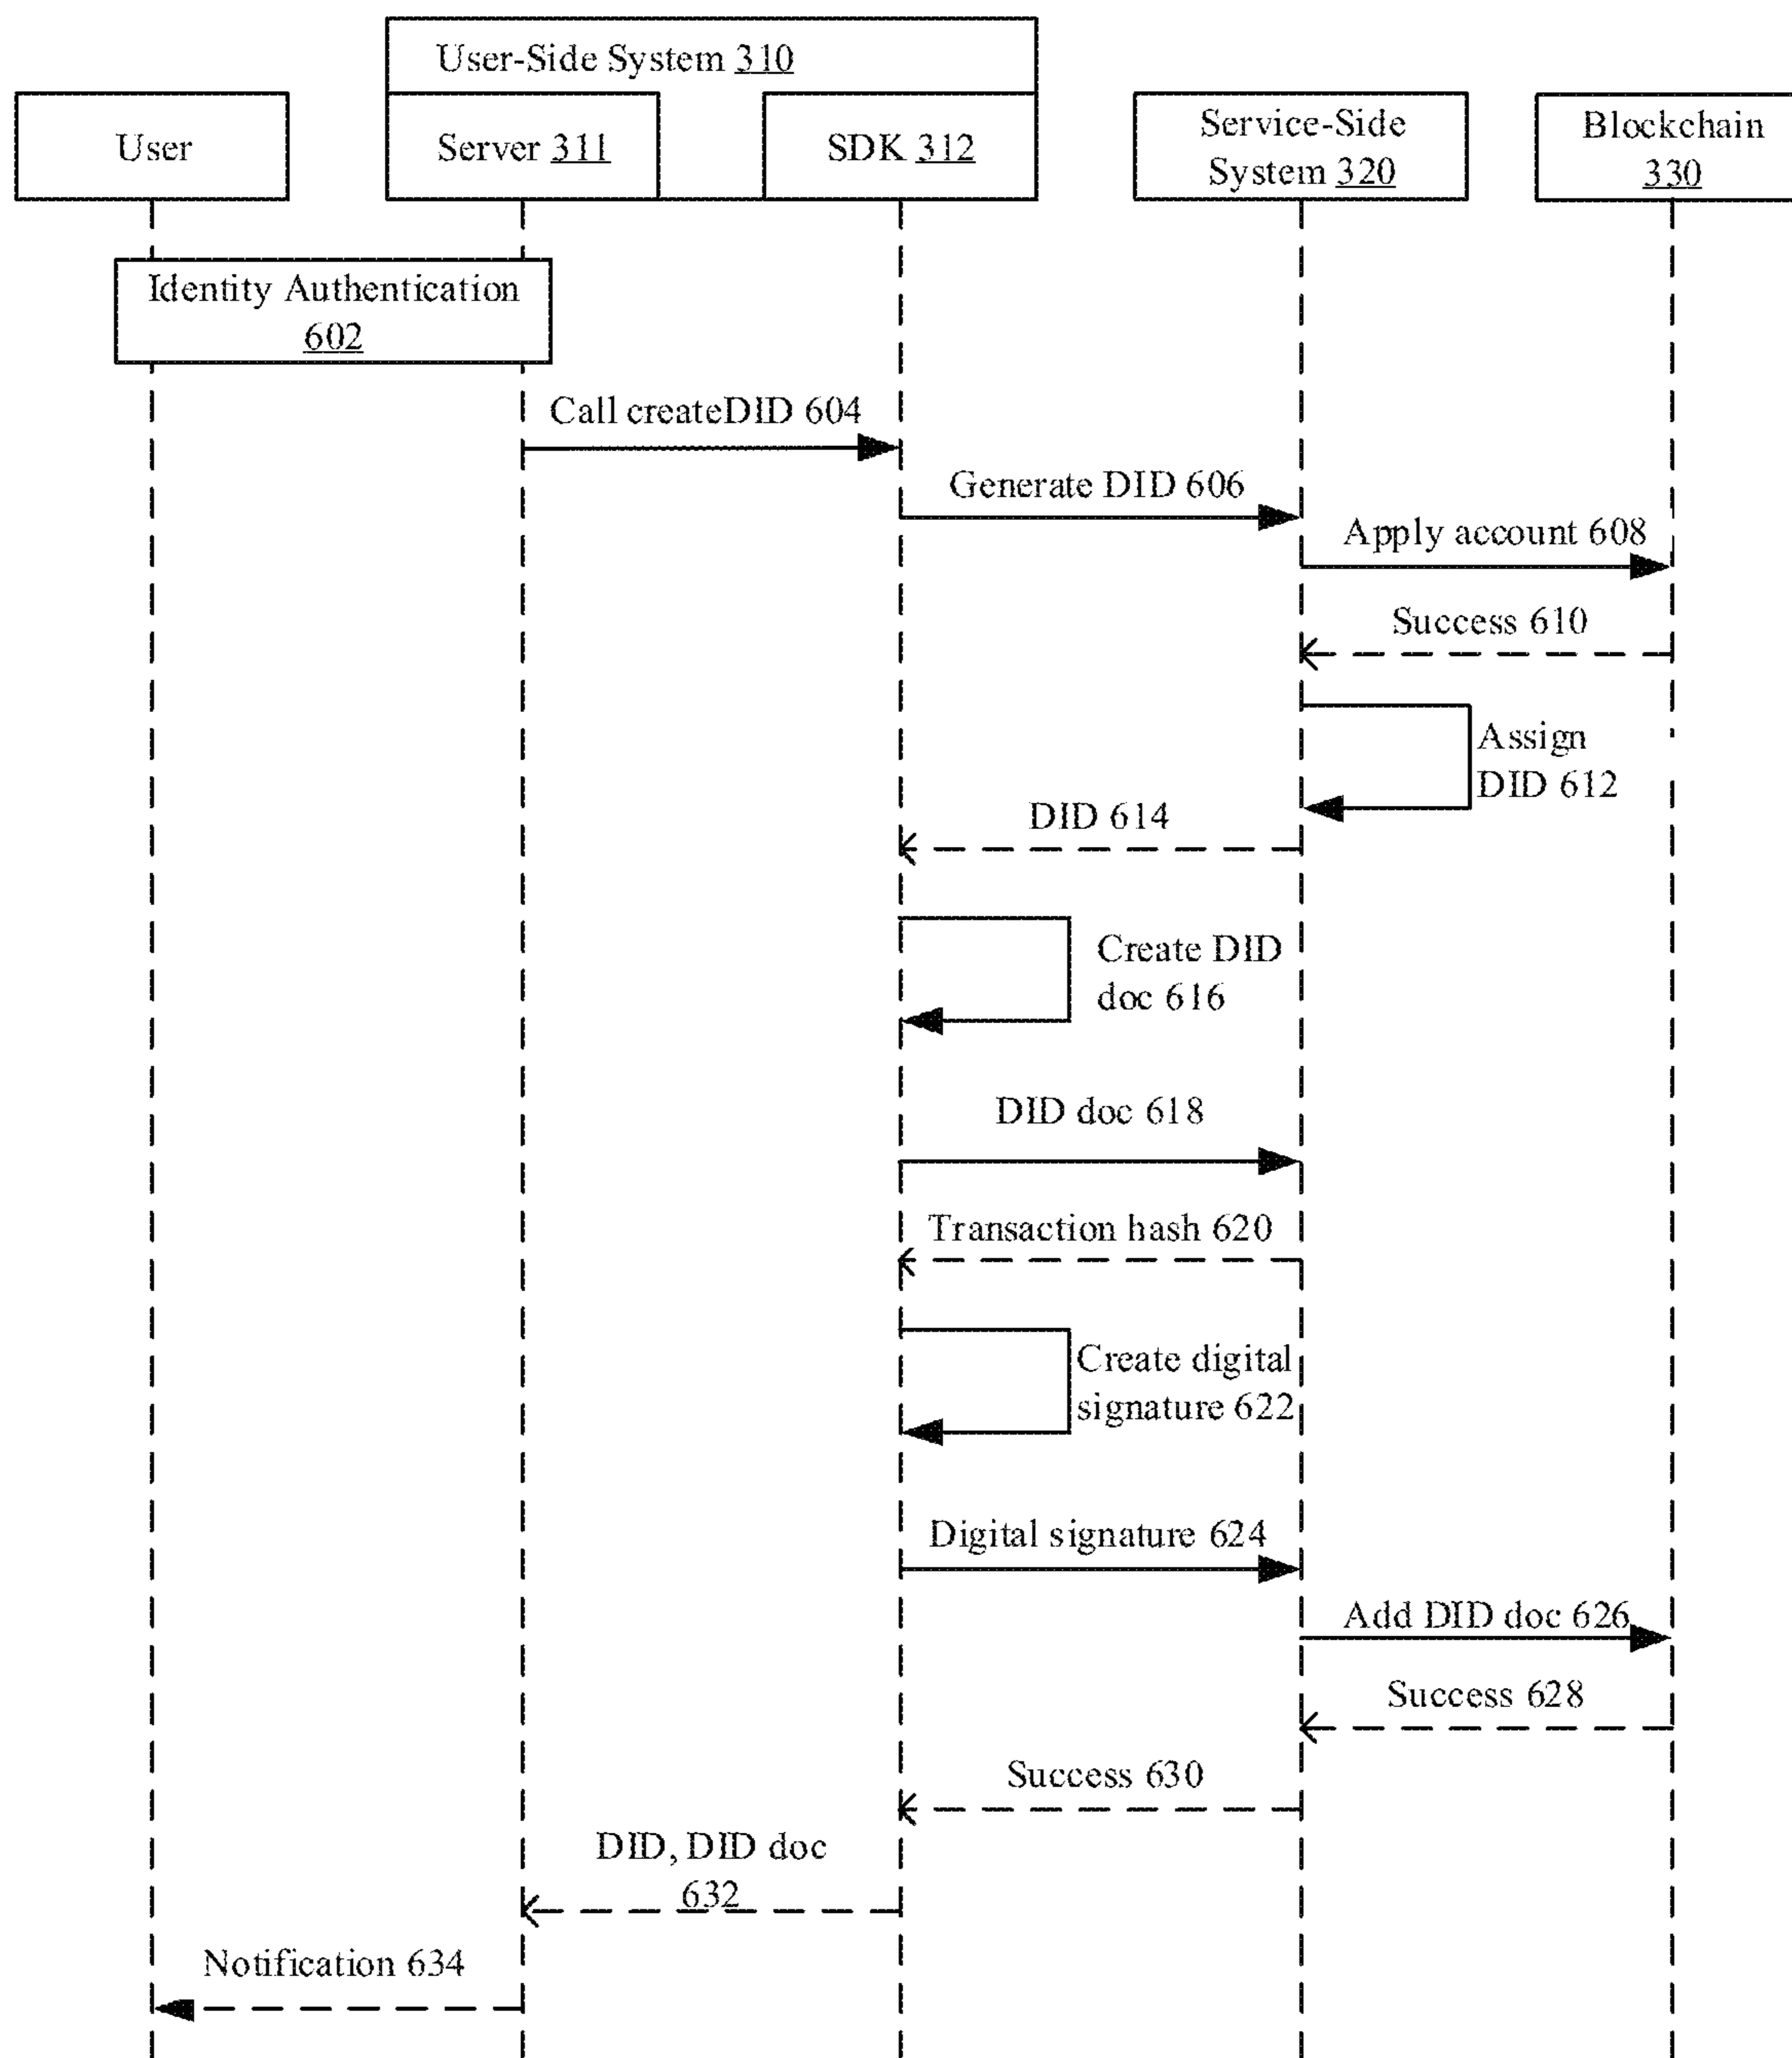 User-Side System 310
User
Server 311
SDK 312
Service-Side
System 320
Blockchain
330
Identity Authentication
602
Call createDID 604
Generate DID 606
Apply account 608
Success 610
Assign
DID 612
DID 614
Create DID
doc 616
DID doc 618
Transaction hash 620
Create digital
signature 622
Digital signature 624
Add DID doc 626
Success 628
Success 630
DID, DID doc
632
Notification 634